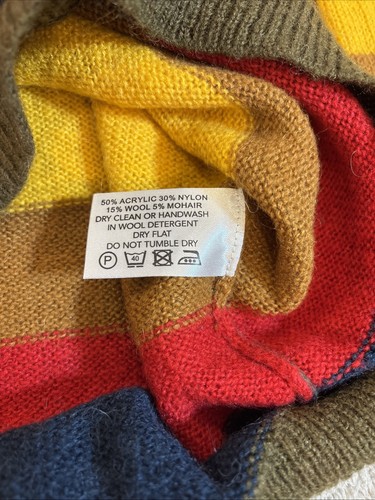 50% ACRYLIC 30% NYLON
15% WOOL 5% MOHAIR
DRY CLEAN OR HANDWASH
IN WOOL DETERGENT
DRY FLAT
DO NOT TUMBLE DRY
P 40